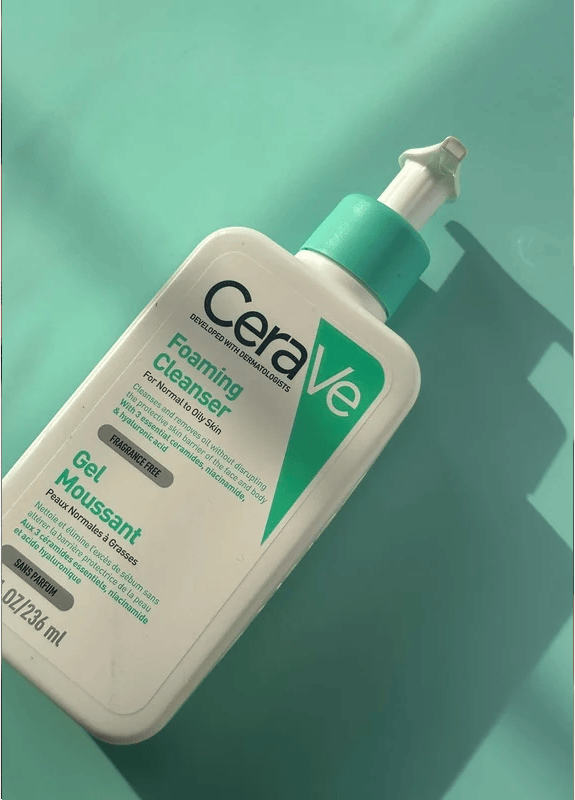 CeraVe
DEVELOPED WITH DERMATOLOGISTS
Foaming
Cleanser
For Normal to Oily Skin
Cleanses and removes oil without disrupting
the protective skin barrier of the face and body
With 3 essential ceramides, niacinamide,
& hyaluronic acid
FRAGRANCE FREE
Gel
Moussant
Peaux Normales à Grasses
Nettoie et élimine l'excès de sébum sans
altérer la barrière protectrice de la peau
Aux 3 céramides essentiels, niacinamide
et acide hyaluronique
SANS PARFUM
OZ/236 ml